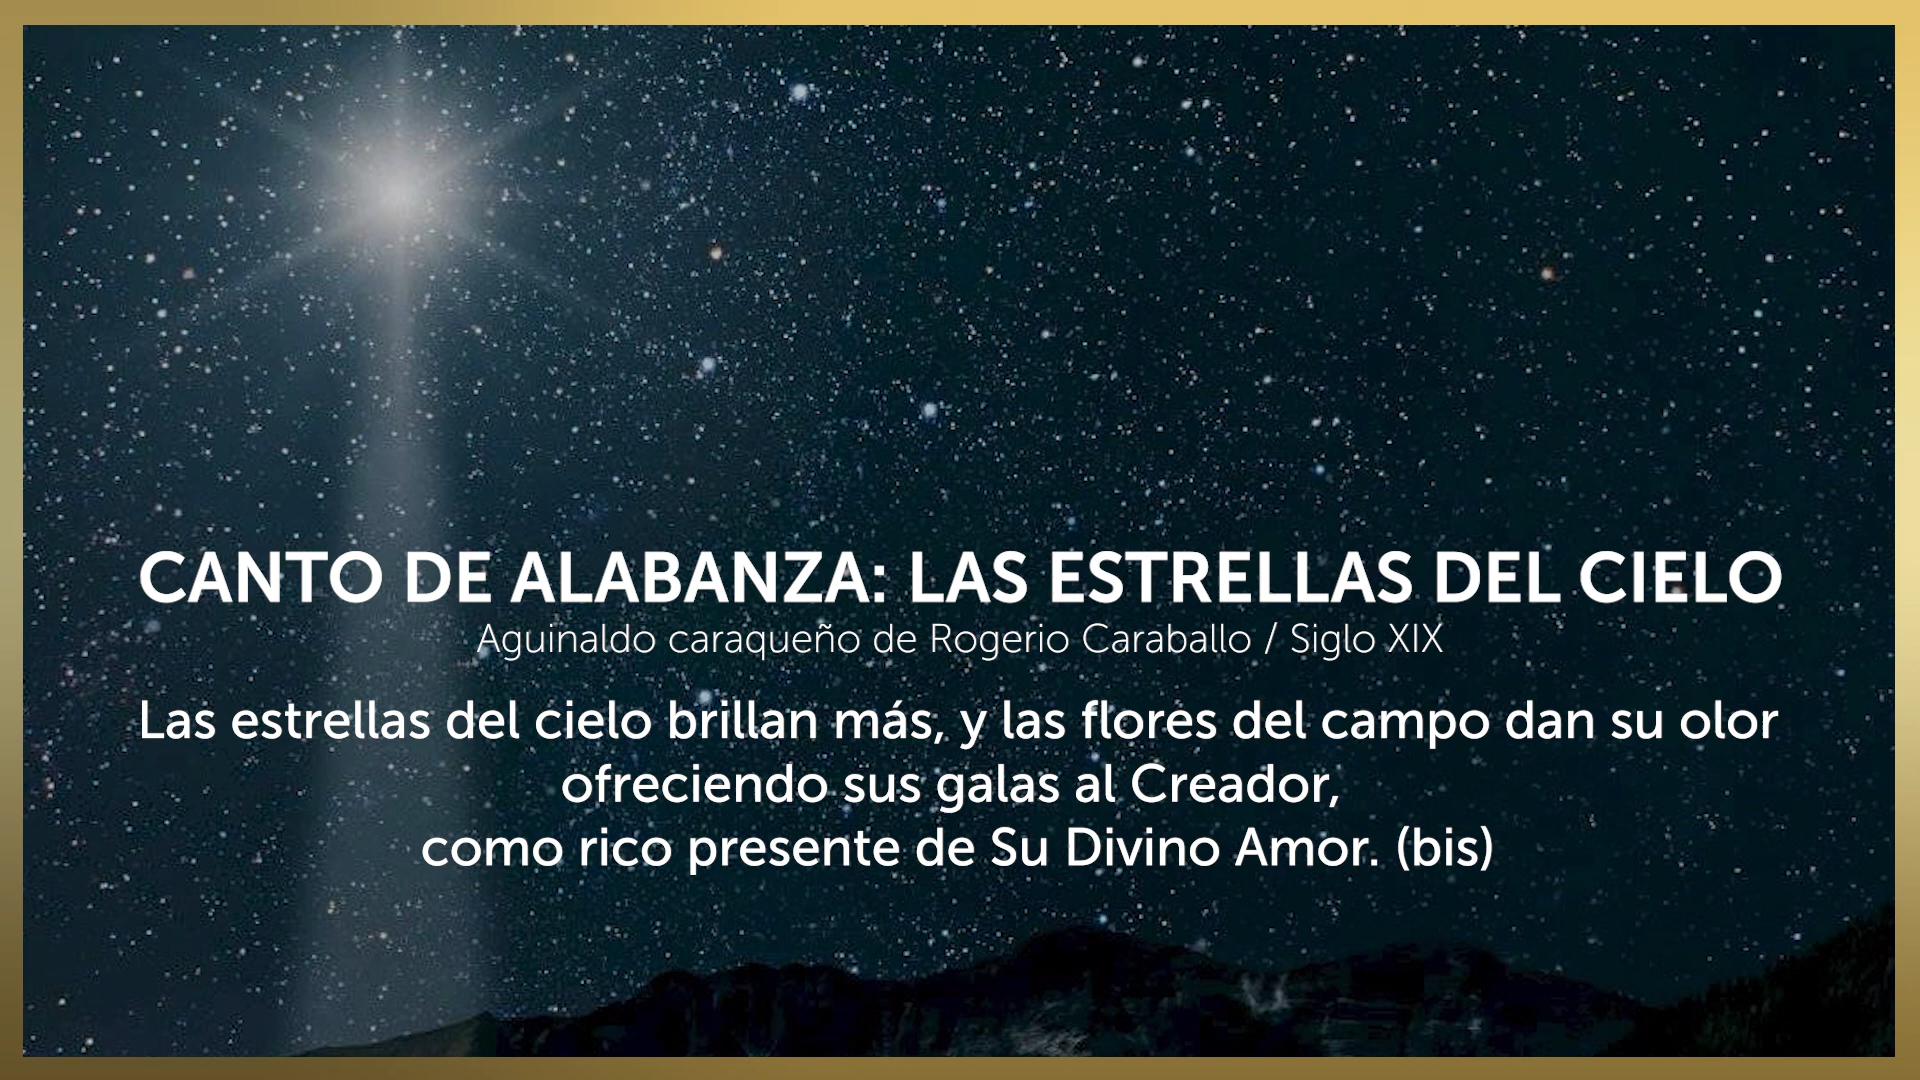 CANTO DE ALABANZA: LAS ESTRELLAS DEL CIELO
Aguinaldo caraqueño de Rogerio Caraballo / Siglo XIX
Las estrellas del cielo brillan más, y las flores del campo dan su olor
ofreciendo sus galas al Creador,
como rico presente de Su Divino Amor. (bis)